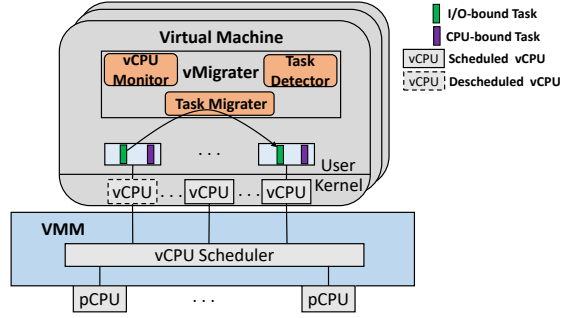 I/O-bound Task
CPU-bound Task
vCPU Scheduled vCPU
vCPU Descheduled vCPU
Virtual Machine
vCPU
Monitor
vMigrater
Task
Detector
Task Migrater
. . .
User
Kernel
vCPU . . . vCPU . . . vCPU
VMM
vCPU Scheduler
pCPU . . . pCPU